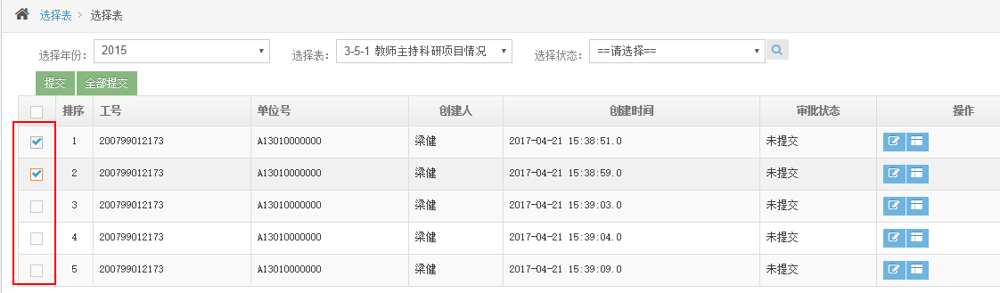 选择表 > 选择表
选择年份: 2015 选择表: 3-5-1 教师主持科研项目情况 选择状态: ==请选择==
提交 全部提交
排序 工号 单位号 创建人 创建时间 审批状态 操作
1 200799012173 A13010000000 梁健 2017-04-21 15:38:51.0 未提交
2 200799012173 A13010000000 梁健 2017-04-21 15:38:59.0 未提交
3 200799012173 A13010000000 梁健 2017-04-21 15:39:03.0 未提交
4 200799012173 A13010000000 梁健 2017-04-21 15:39:04.0 未提交
5 200799012173 A13010000000 梁健 2017-04-21 15:39:09.0 未提交